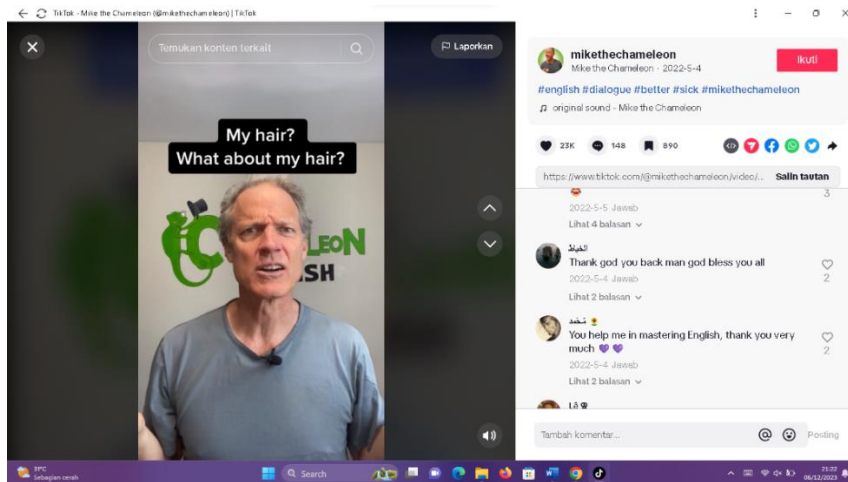 TikTok - Mike the Chameleon (@mikethechameleon) | TikTok
Temukan konten terkait
Laporkan
My hair?
What about my hair?
LEON
SH
mikethechameleon
Mike the Chameleon · 2022-5-4
Ikuti
#english #dialogue #better #sick #mikethechameleon
original sound - Mike the Chameleon
23K
148
890
https://www.tiktok.com/@mikethechameleon/video/...
Salin tautan
3
2022-5-5 Jawab
Lihat 4 balasan
الخياط
Thank god you back man god bless you all
2022-5-4 Jawab
2
Lihat 2 balasan
You help me in mastering English, thank you very
much
2
2022-5-4 Jawab
Lihat 2 balasan
Tambah komentar...
Posting
31°C
Sebagian cerah
Search
21:22
06/12/2023